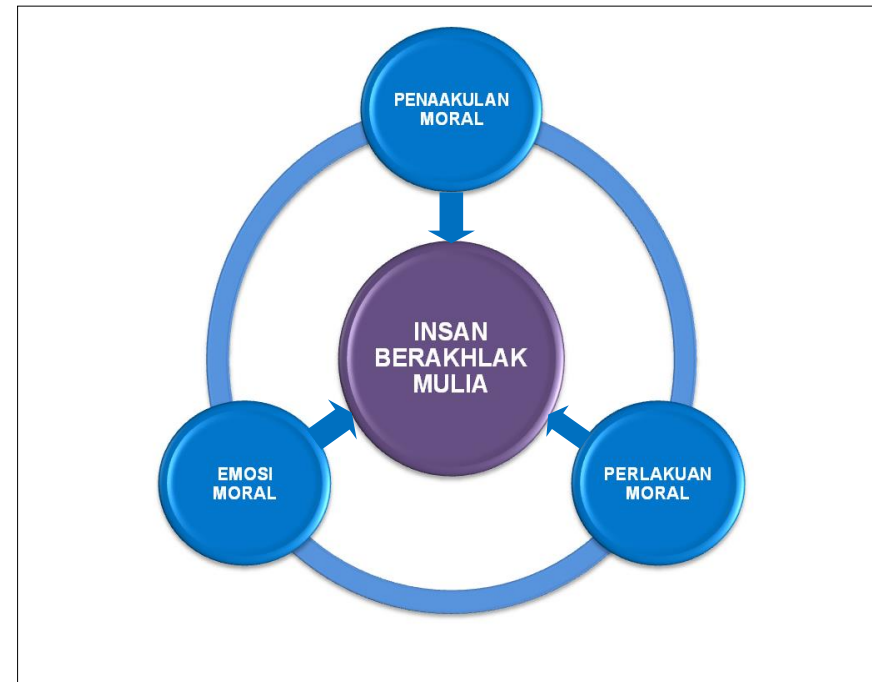 PENAAKULAN
MORAL
INSAN
BERAKHLAK
MULIA
EMOSI
MORAL
PERLAKUAN
MORAL